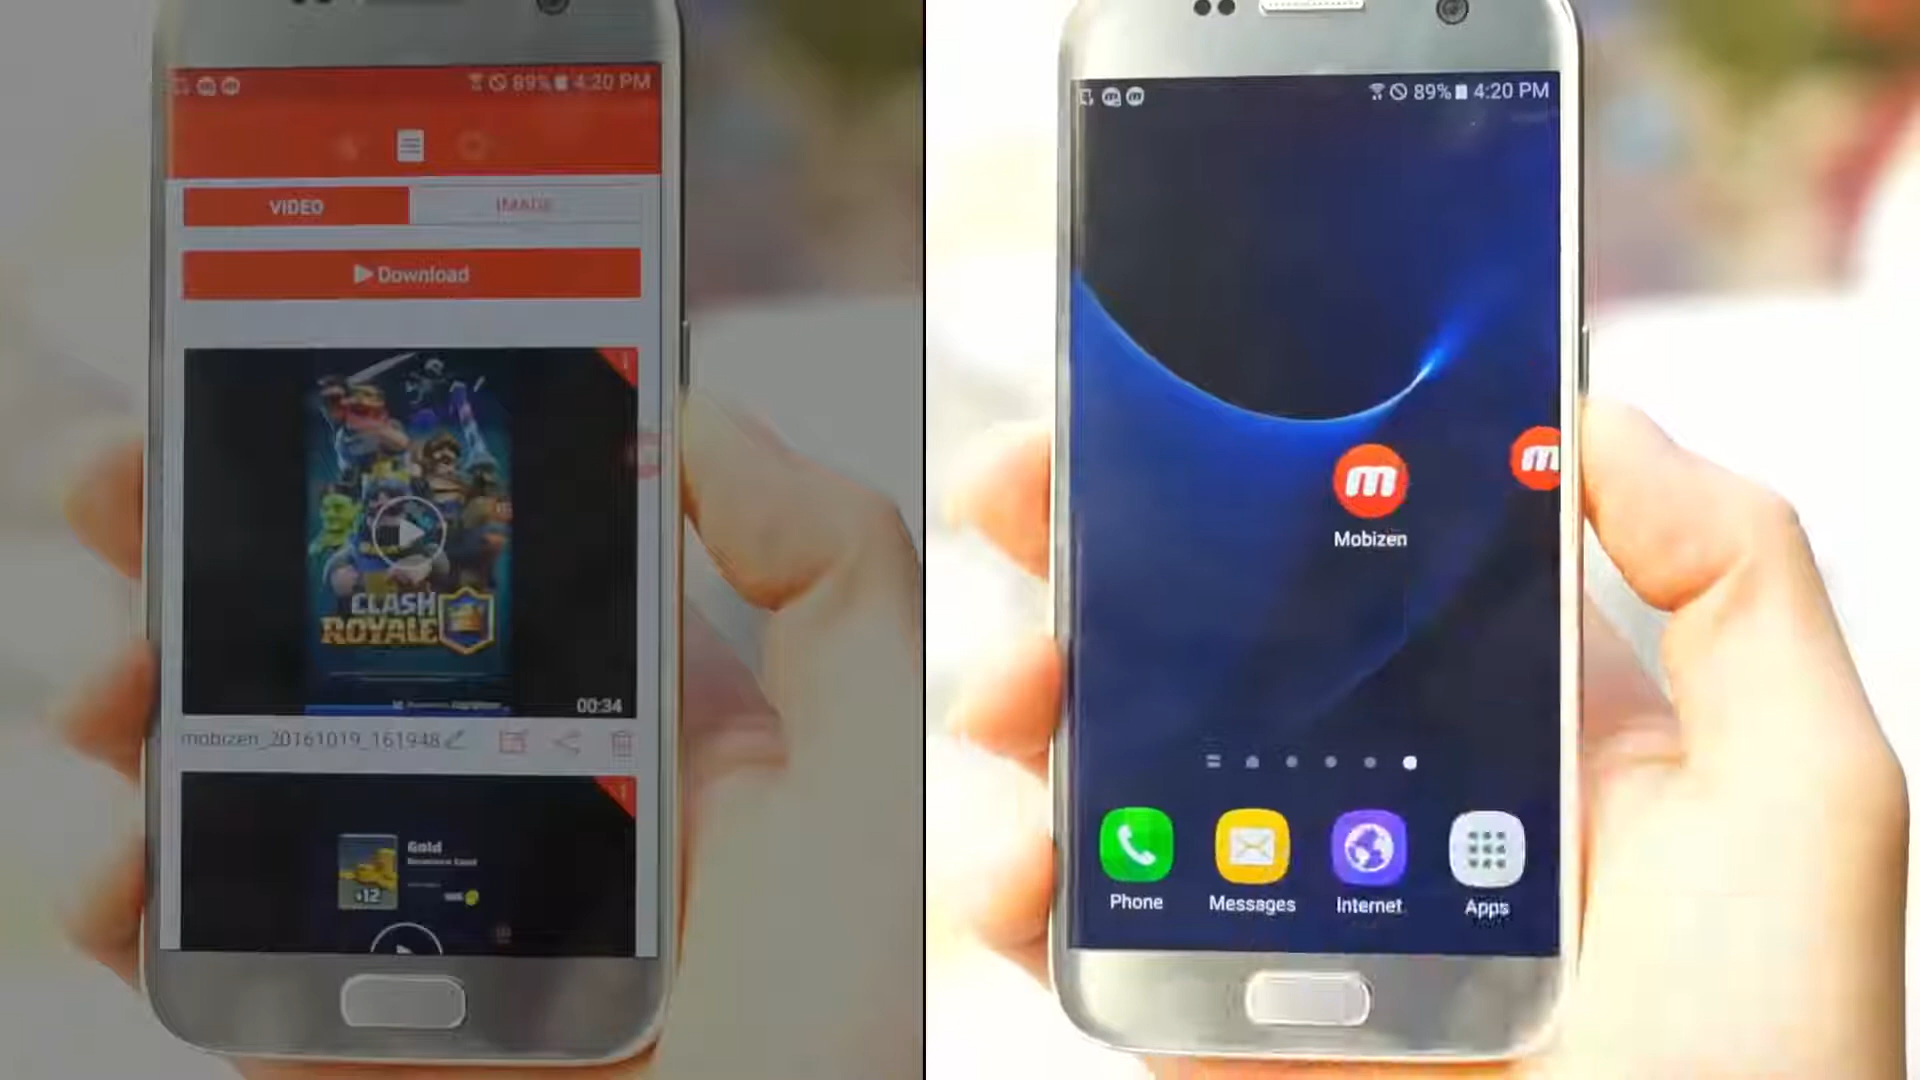 89% 4:20 PM
VIDEO
IMAGE
Download
CLASH
ROYALE
00:34
mobizen_20161019_161948
Gold
x12
89% 4:20 PM
m
m
Mobizen
Phone
Messages
Internet
Apps